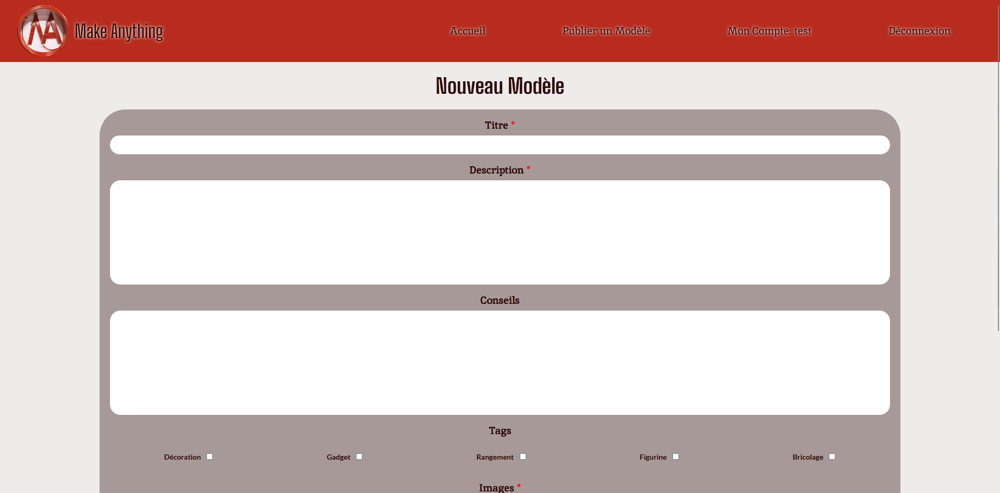 MA Make Anything Accueil Publier un Modèle Mon Compte: test Déconnexion
Nouveau Modèle
Titre *
Description *
Conseils
Tags
Décoration Gadget Rangement Figurine Bricolage
Images *